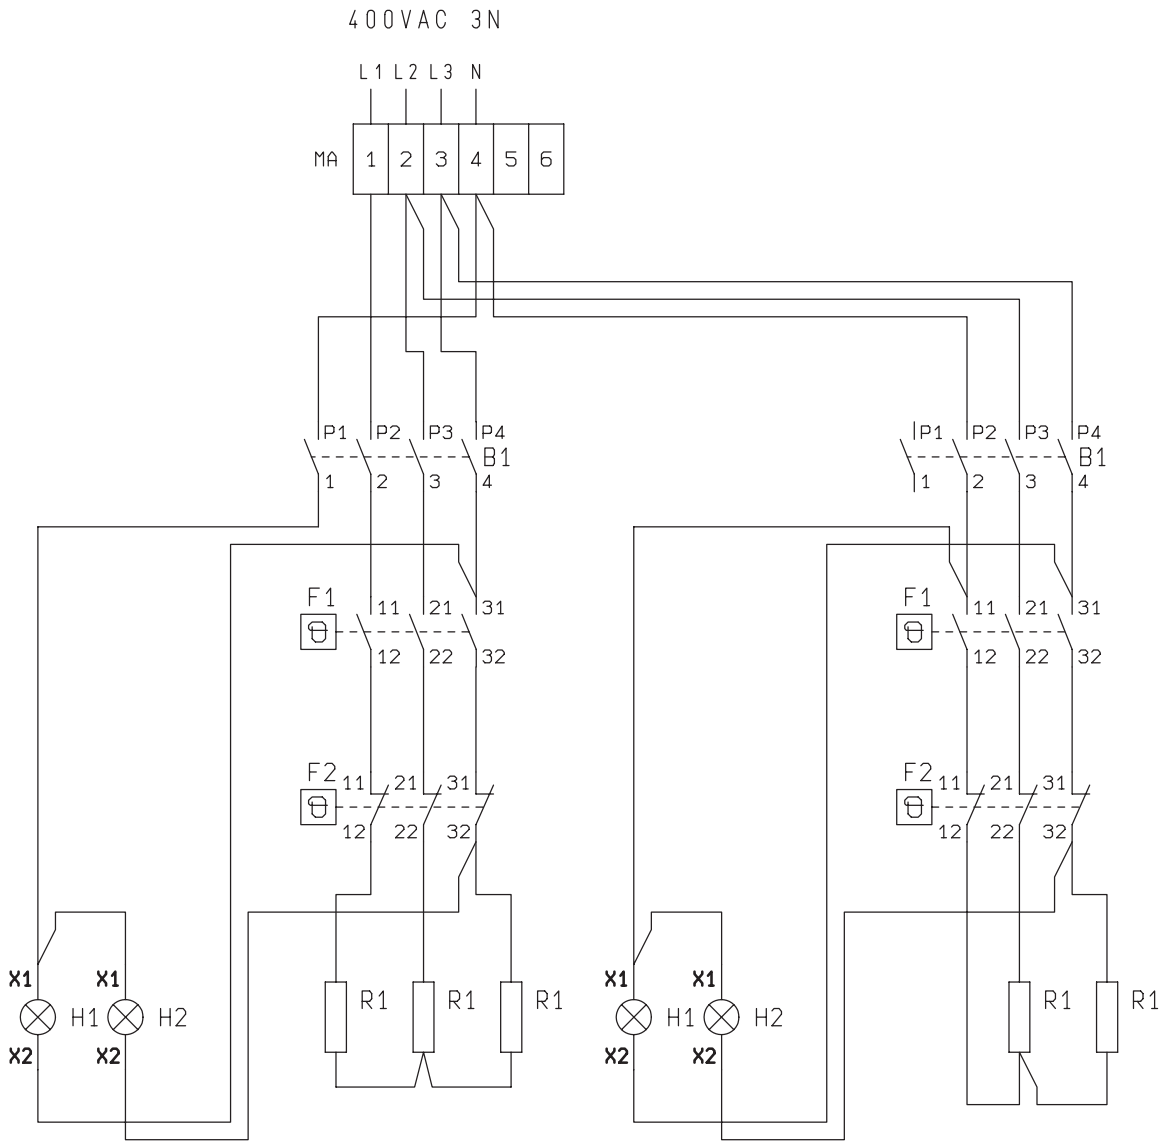 400VAC 3N
L1 L2 L3 N
MA 1 2 3 4 5 6
P1 P2 P3 P4 B1
1 2 3 4
P1 P2 P3 P4 B1
1 2 3 4
F1 11 21 31
12 22 32
F1 11 21 31
12 22 32
F2 11 21 31
12 22 32
F2 11 21 31
12 22 32
X1 X1
H1 H2
X2 X2
R1 R1 R1
X1 X1
H1 H2
X2 X2
R1 R1